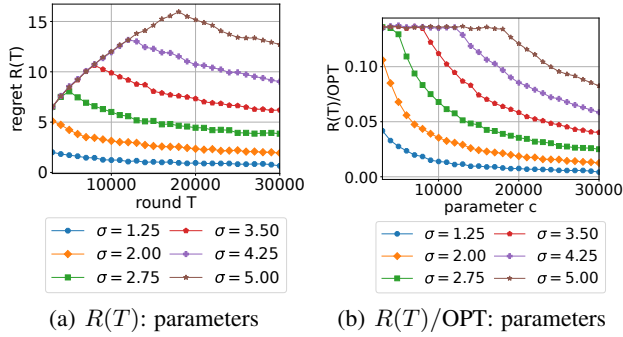 regret R(T)
15
10
5
0
10000 20000 30000
round T
σ = 1.25 σ = 3.50
σ = 2.00 σ = 4.25
σ = 2.75 σ = 5.00
(a) R(T): parameters
R(T)/OPT
0.10
0.05
0.00
10000 20000 30000
parameter c
σ = 1.25 σ = 3.50
σ = 2.00 σ = 4.25
σ = 2.75 σ = 5.00
(b) R(T)/OPT: parameters